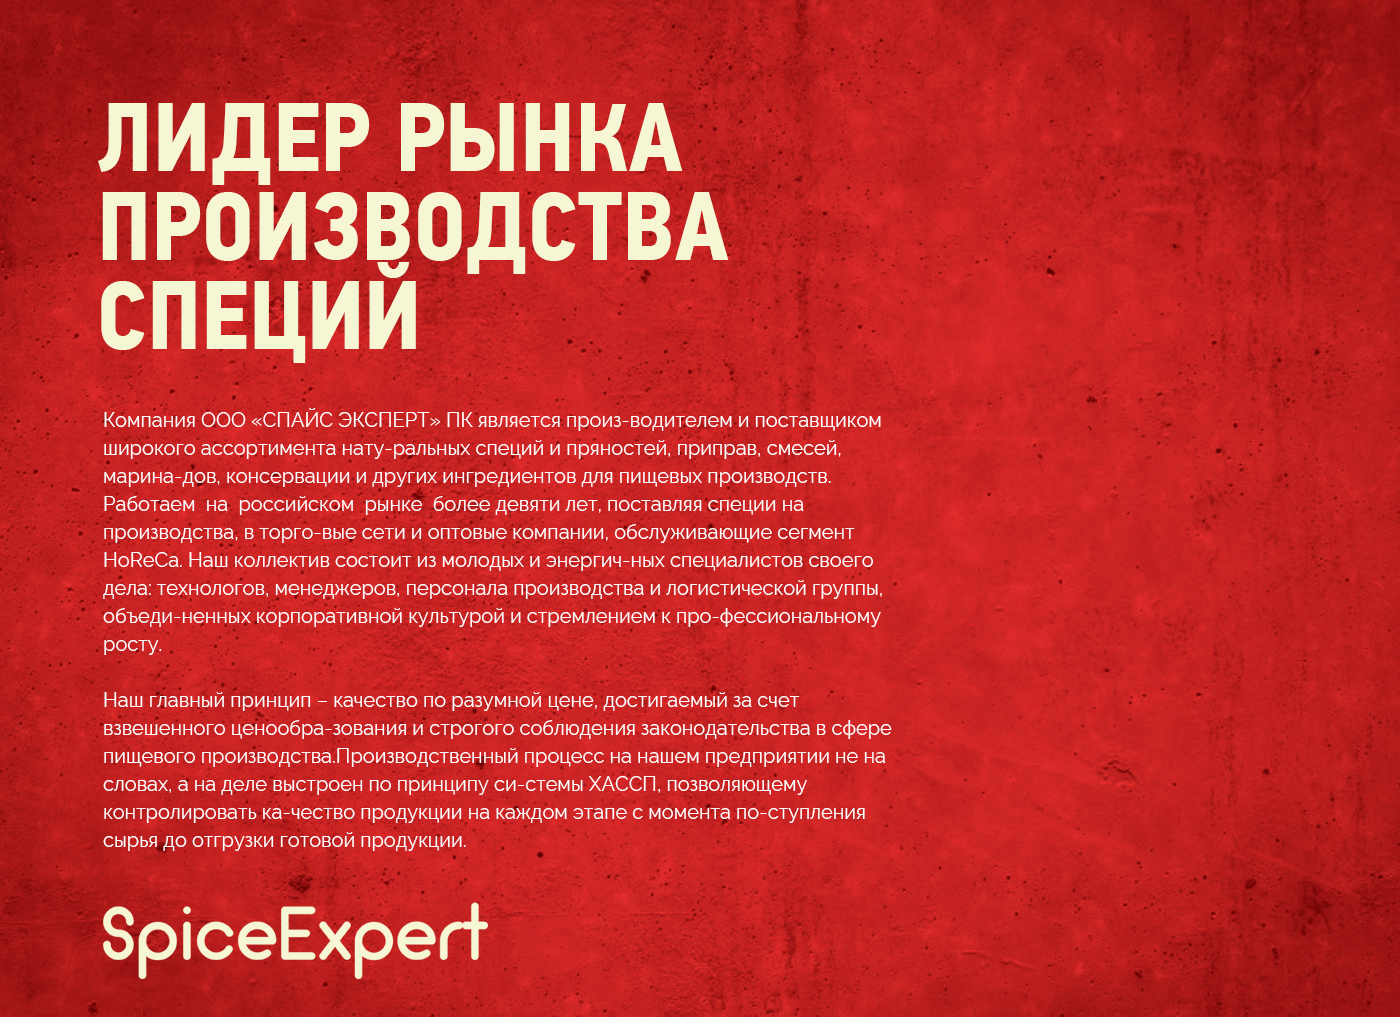 ЛИДЕР РЫНКА
ПРОИЗВОДСТВА
СПЕЦИЙ
Компания ООО «СПАЙС ЭКСПЕРТ» ПК является произ-водителем и поставщиком
широкого ассортимента нату-ральных специй и пряностей, приправ, смесей,
марина-дов, консервации и других ингредиентов для пищевых производств.
Работаем на российском рынке более девяти лет, поставляя специи на
производства, в торго-вые сети и оптовые компании, обслуживающие сегмент
HoReCa. Наш коллектив состоит из молодых и энергич-ных специалистов своего
дела: технологов, менеджеров, персонала производства и логистической группы,
объеди-ненных корпоративной культурой и стремлением к про-фессиональному
росту.
Наш главный принцип – качество по разумной цене, достигаемый за счет
взвешенного ценообра-зования и строгого соблюдения законодательства в сфере
пищевого производства.Производственный процесс на нашем предприятии не на
словах, а на деле выстроен по принципу си-стемы ХАССП, позволяющему
контролировать ка-чество продукции на каждом этапе с момента по-ступления
сырья до отгрузки готовой продукции.
SpiceExpert